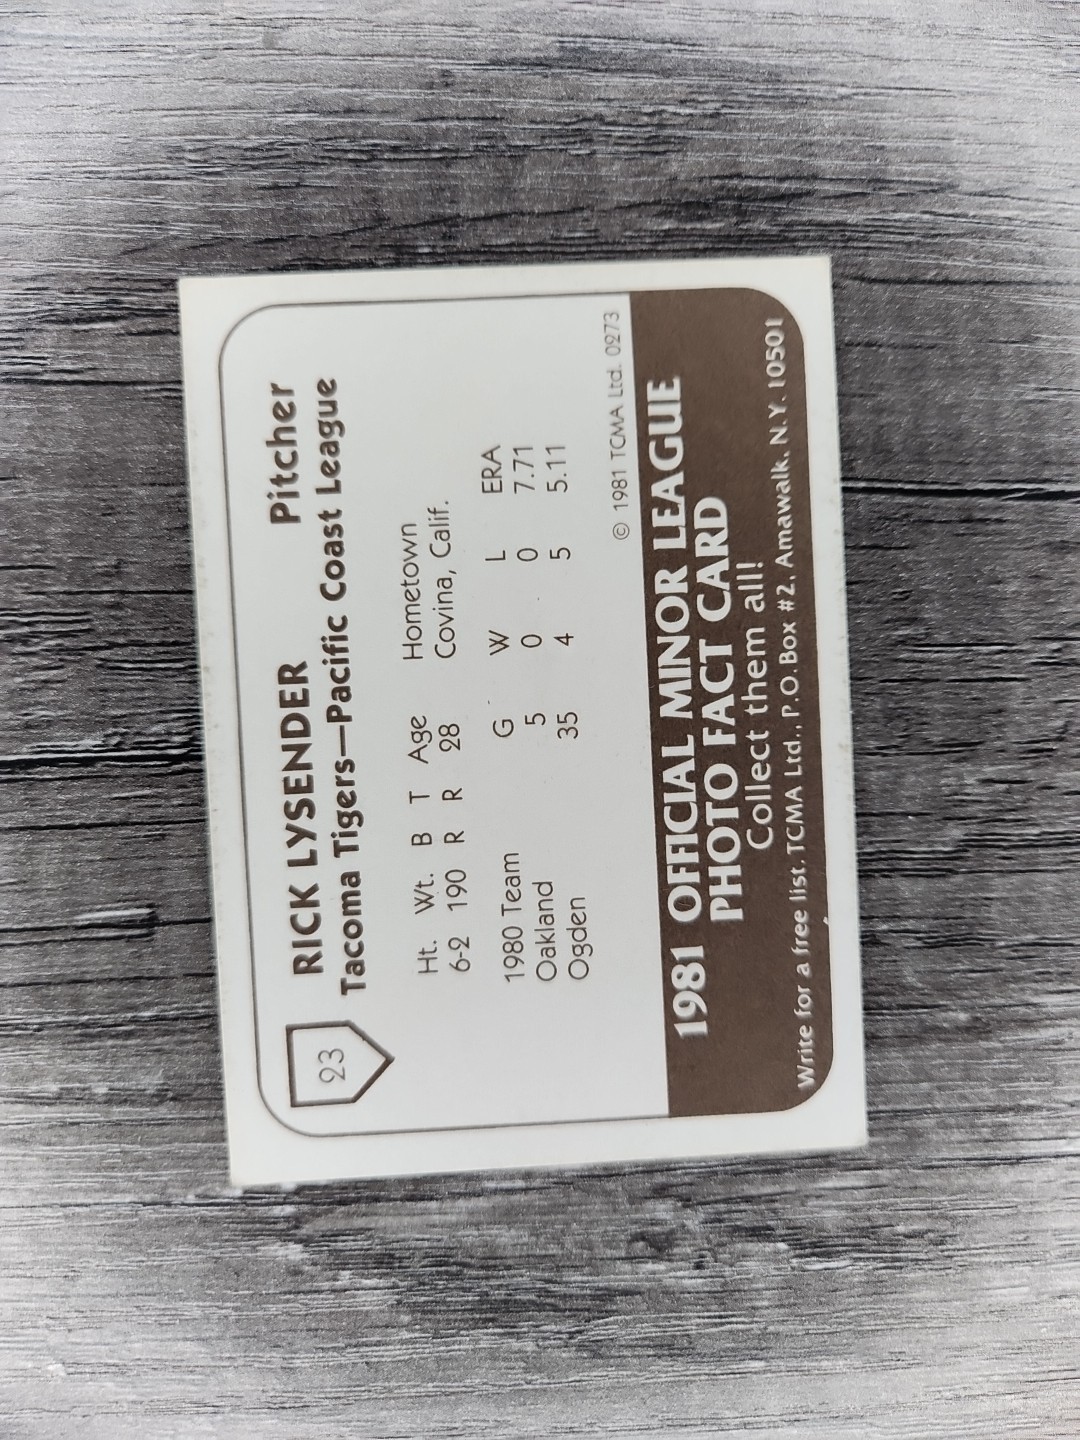 23
RICK LYSENDER Pitcher
Tacoma Tigers—Pacific Coast League
Ht. Wt. B T Age Hometown
6-2 190 R R 28 Covina, Calif.
1980 Team G W L ERA
Oakland 5 0 0 7.71
Ogden 35 4 5 5.11
© 1981 TCMA Ltd. 0273
1981 OFFICIAL MINOR LEAGUE
PHOTO FACT CARD
Collect them all!
Write for a free list. TCMA Ltd., P.O. Box #2, Amawalk, N.Y. 10501